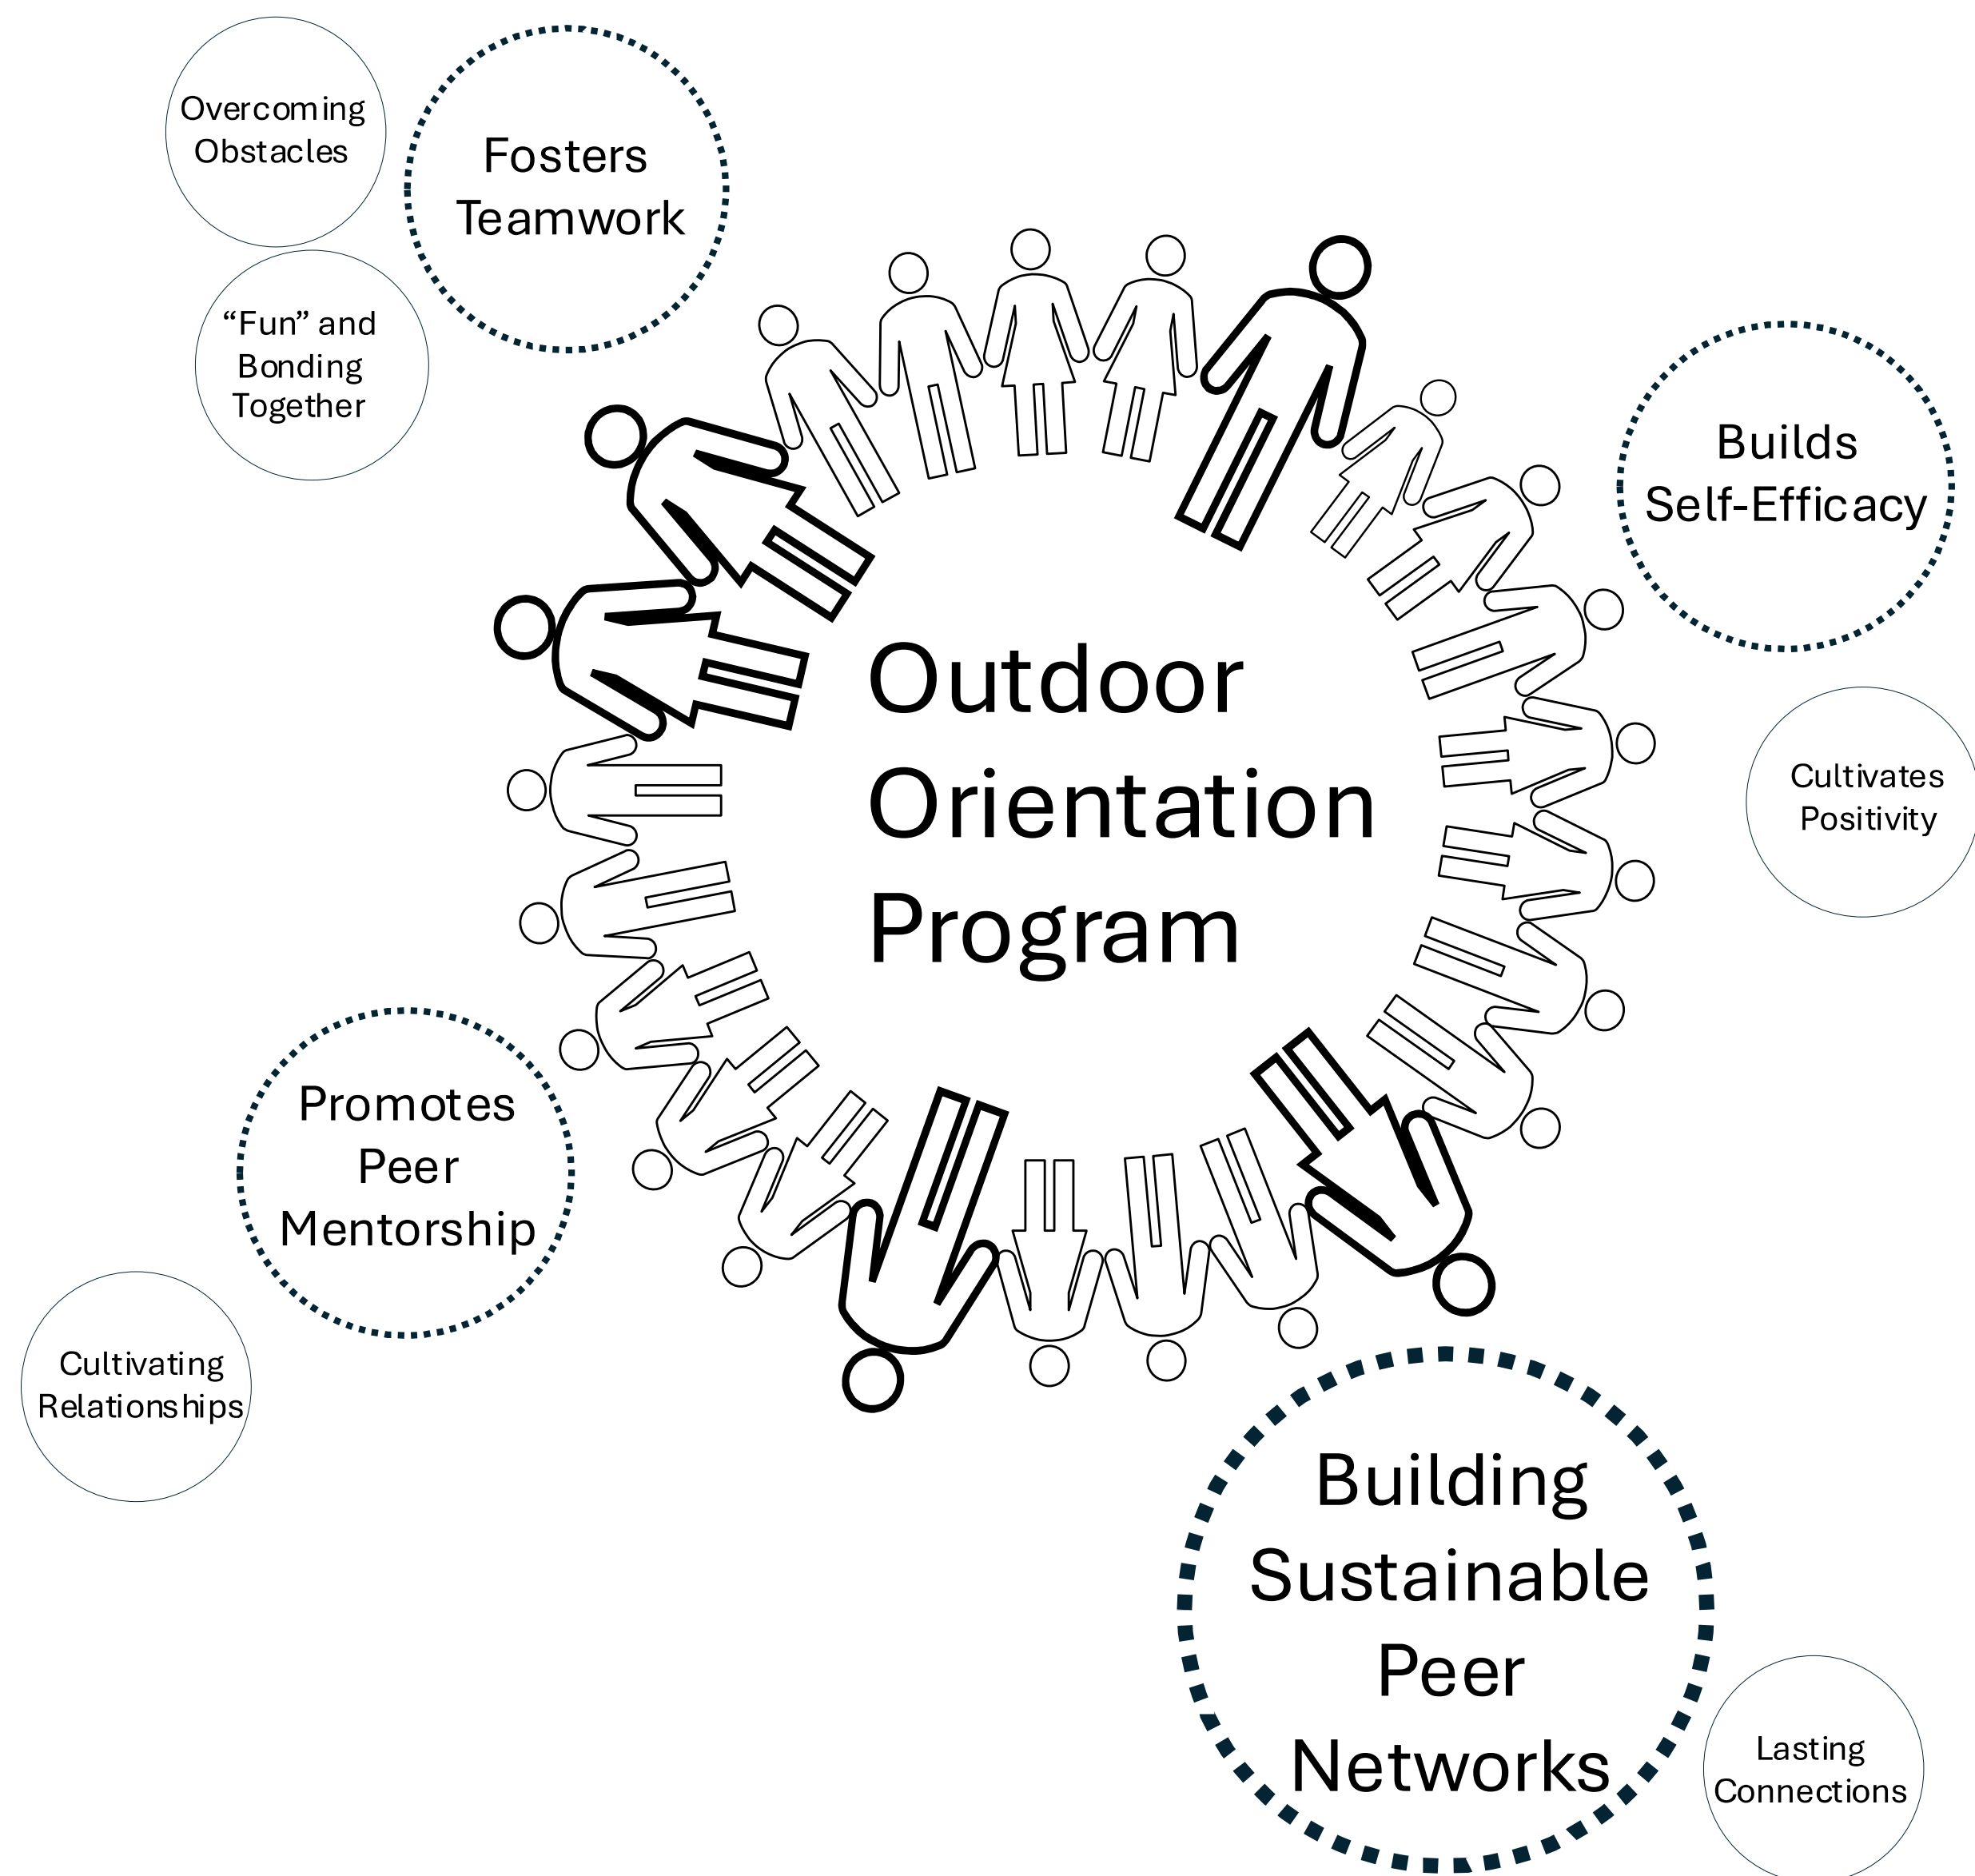 Overcoming
Obstacles
Fosters
Teamwork
“Fun” and
Bonding
Together
Builds
Self-Efficacy
Outdoor
Orientation
Program
Cultivates
Positivity
Promotes
Peer
Mentorship
Cultivating
Relationships
Building
Sustainable
Peer
Networks
Lasting
Connections